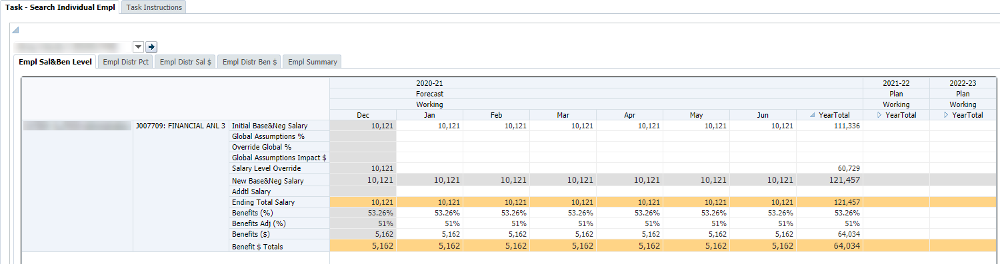 Task - Search Individual Empl Task Instructions
Empl Sal&Ben Level Empl Distr Pct Empl Distr Sal $ Empl Distr Ben $ Empl Summary
2020-21 2021-22 2022-23
Forecast Plan Plan
Working Working Working
Dec Jan Feb Mar Apr May Jun YearTotal YearTotal YearTotal
J007709: FINANCIAL ANL 3 Initial Base&Neg Salary 10,121 10,121 10,121 10,121 10,121 10,121 10,121 111,336
Global Assumptions %
Override Global %
Global Assumptions Impact $
Salary Level Override 10,121 60,729
New Base&Neg Salary 10,121 10,121 10,121 10,121 10,121 10,121 10,121 121,457
Addtl Salary
Ending Total Salary 10,121 10,121 10,121 10,121 10,121 10,121 10,121 121,457
Benefits (%) 53.26% 53.26% 53.26% 53.26% 53.26% 53.26% 53.26% 53.26%
Benefits Adj (%) 51% 51% 51% 51% 51% 51% 51% 51%
Benefits ($) 5,162 5,162 5,162 5,162 5,162 5,162 5,162 64,034
Benefit $ Totals 5,162 5,162 5,162 5,162 5,162 5,162 5,162 64,034